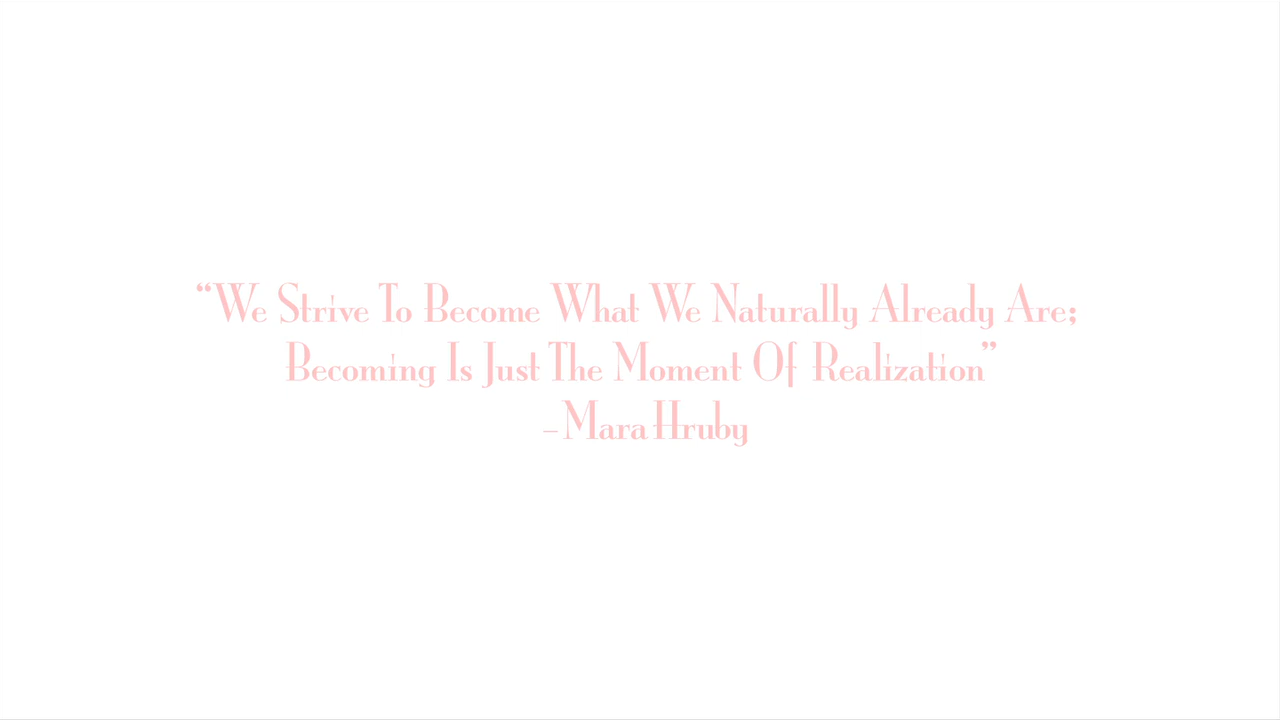 “We Strive To Become What We Naturally Already Are;
Becoming Is Just The Moment Of Realization”
–Mara Hruby